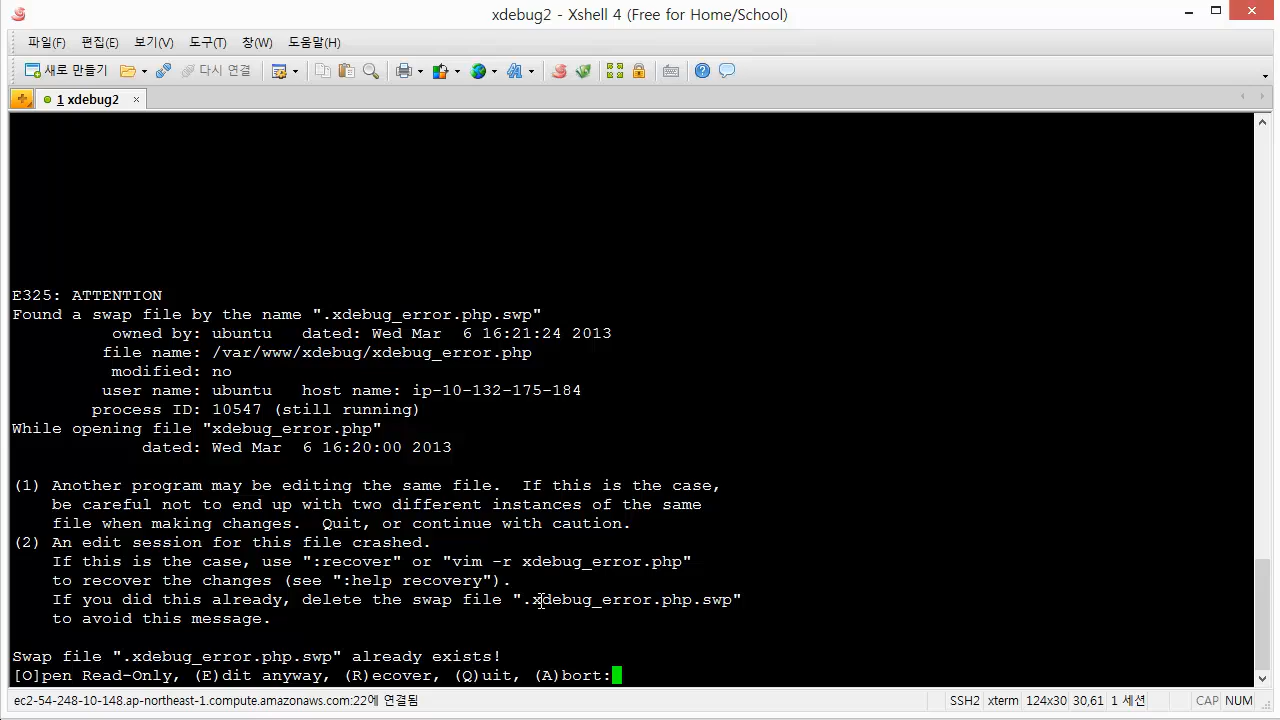 xdebug2 - Xshell 4 (Free for Home/School)
파일(F) 편집(E) 보기(V) 도구(T) 창(W) 도움말(H)
새로 만들기 다시 연결
1 xdebug2
E325: ATTENTION
Found a swap file by the name ".xdebug_error.php.swp"
owned by: ubuntu   dated: Wed Mar  6 16:21:24 2013
file name: /var/www/xdebug/xdebug_error.php
modified: no
user name: ubuntu   host name: ip-10-132-175-184
process ID: 10547 (still running)
While opening file "xdebug_error.php"
dated: Wed Mar  6 16:20:00 2013
(1) Another program may be editing the same file.  If this is the case,
be careful not to end up with two different instances of the same
file when making changes.  Quit, or continue with caution.
(2) An edit session for this file crashed.
If this is the case, use ":recover" or "vim -r xdebug_error.php"
to recover the changes (see ":help recovery").
If you did this already, delete the swap file ".xdebug_error.php.swp"
to avoid this message.
Swap file ".xdebug_error.php.swp" already exists!
[O]pen Read-Only, (E)dit anyway, (R)ecover, (Q)uit, (A)bort:
ec2-54-248-10-148.ap-northeast-1.compute.amazonaws.com:22에 연결됨 SSH2 xterm 124x30 30,61 1 세션 CAP NUM